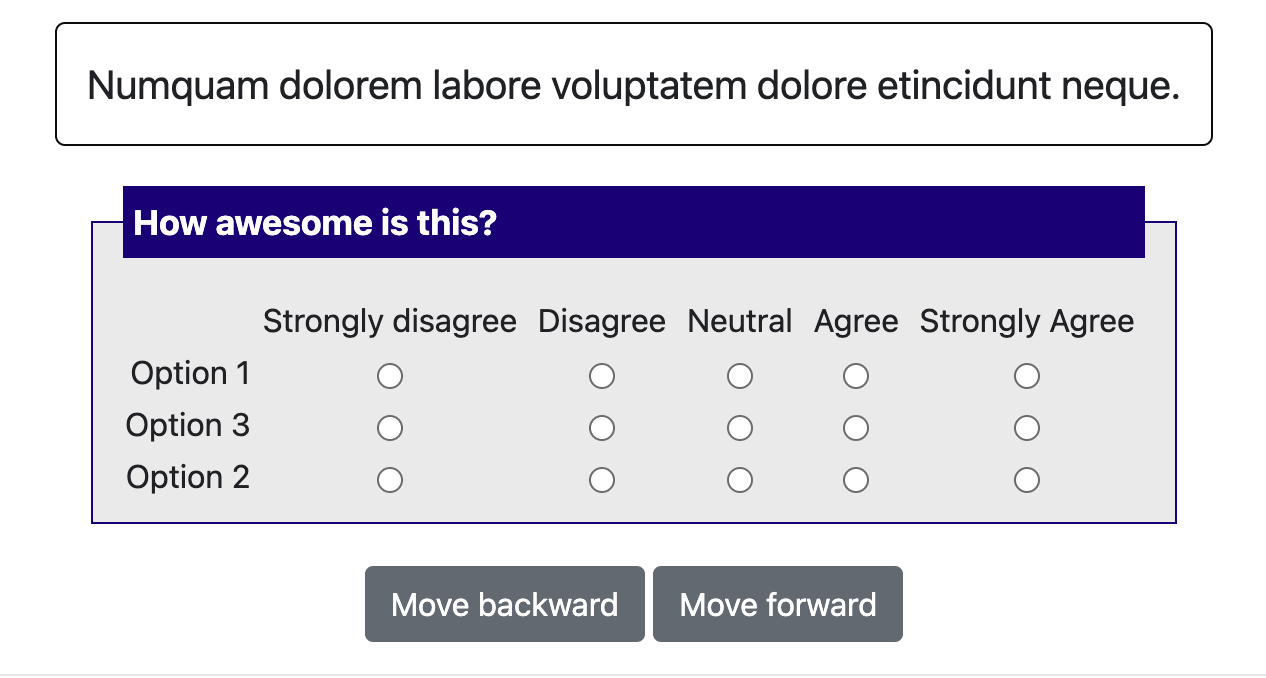 Numquam dolorem labore voluptatem dolore etincidunt neque.
How awesome is this?
Strongly disagree Disagree Neutral Agree Strongly Agree
Option 1
Option 3
Option 2
Move backward Move forward